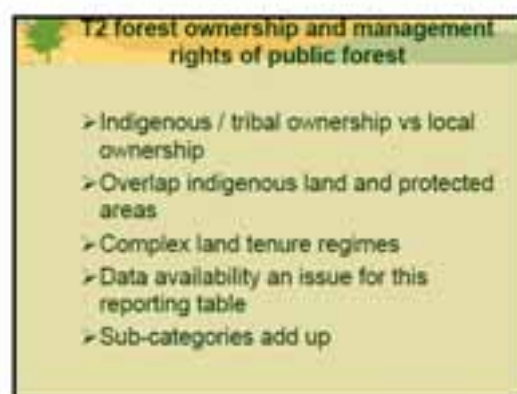 T2 forest ownership and management
rights of public forest
➢Indigenous / tribal ownership vs local
ownership
➢Overlap indigenous land and protected
areas
➢Complex land tenure regimes
➢Data availability an issue for this
reporting table
➢Sub-categories add up